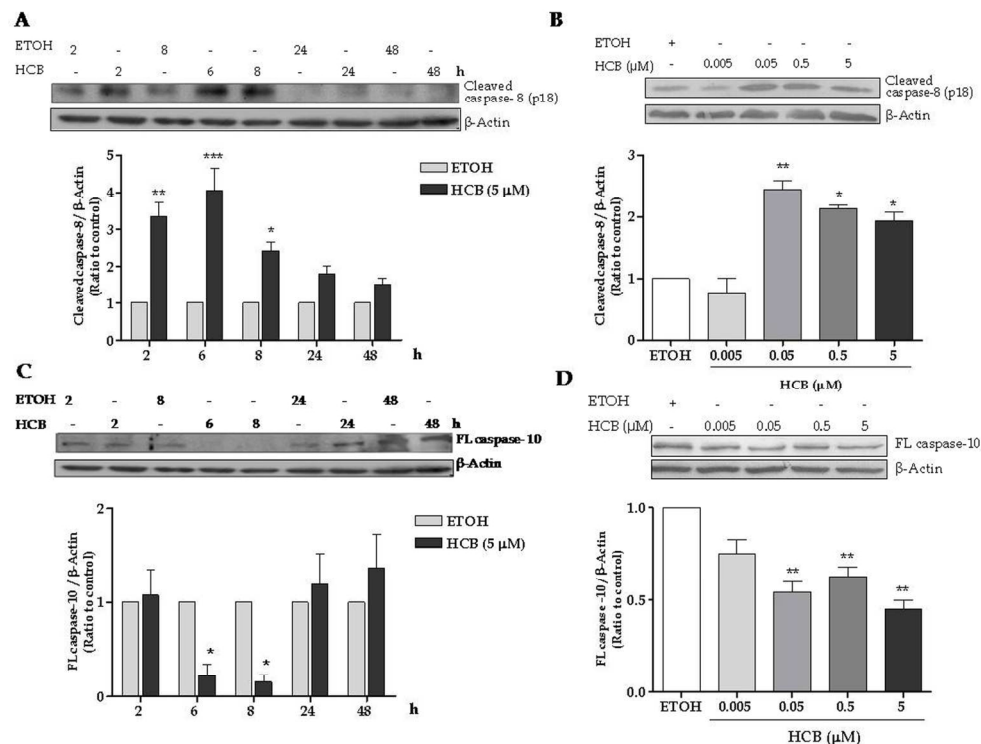 A
ETOH 2 - 8 - - 24 - 48 -
HCB - 2 - 6 8 - 24 - 48 h
Cleaved
caspase-8 (p18)
β-Actin
Cleaved caspase-8 / β-Actin
(Ratio to control)
5
4
3
2
1
0
** *** *
ETOH
HCB (5 μM)
2 6 8 24 48 h
B
ETOH + - - - -
HCB (μM) - 0.005 0.05 0.5 5
Cleaved
caspase-8 (p18)
β-Actin
Cleaved caspase-8/ β-Actin
(Ratio to control)
3
2
1
0
** * *
ETOH 0.005 0.05 0.5 5
HCB (μM)
C
ETOH 2 - 8 - - 24 - 48 -
HCB - 2 - 6 8 - 24 - 48 h
FL caspase-10
β-Actin
FL caspase-10 / β-Actin
(Ratio to control)
2
1
0
* *
ETOH
HCB (5 μM)
2 6 8 24 48 h
D
ETOH + - - - -
HCB (μM) - 0.005 0.05 0.5 5
FL caspase-10
β-Actin
FL caspase -10/ β-Actin
(Ratio to control)
1.0
0.5
0.0
** ** **
ETOH 0.005 0.05 0.5 5
HCB (μM)